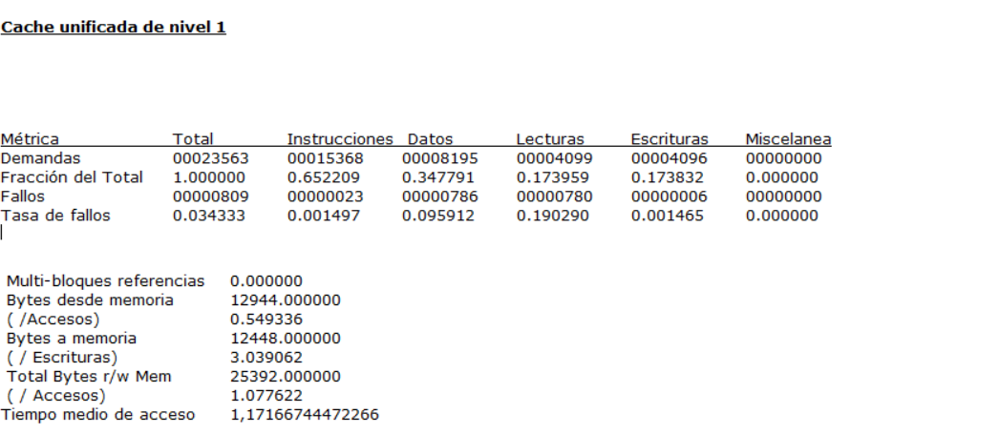 Cache unificada de nivel 1
Métrica Total Instrucciones Datos Lecturas Escrituras Miscelanea
Demandas 00023563 00015368 00008195 00004099 00004096 00000000
Fracción del Total 1.000000 0.652209 0.347791 0.173959 0.173832 0.000000
Fallos 00000809 00000023 00000786 00000780 00000006 00000000
Tasa de fallos 0.034333 0.001497 0.095912 0.190290 0.001465 0.000000
Multi-bloques referencias 0.000000
Bytes desde memoria 12944.000000
( /Accesos) 0.549336
Bytes a memoria 12448.000000
( / Escrituras) 3.039062
Total Bytes r/w Mem 25392.000000
( / Accesos) 1.077622
Tiempo medio de acceso 1,17166744472266